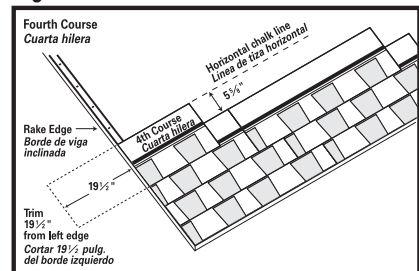 Fourth Course
Cuarta hilera
Horizontal chalk line
Línea de tiza horizontal
5⅝"
4th Course
Cuarta hilera
Rake Edge
Borde de viga
inclinada
19½"
Trim
19½"
from left edge
Cortar 19½ pulg.
del borde izquierdo